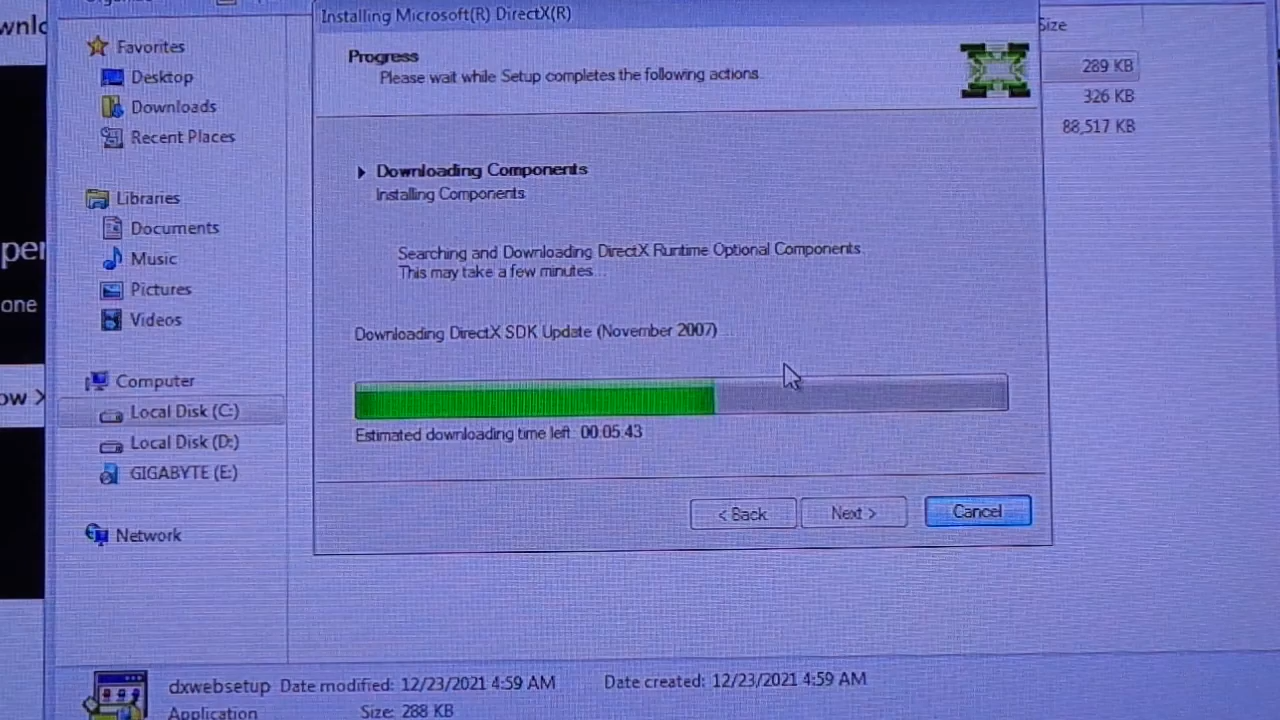 Installing Microsoft(R) DirectX(R)
Size
Favorites
Desktop
Downloads
Recent Places
Libraries
Documents
Music
Pictures
Videos
Computer
Local Disk (C:)
Local Disk (D:)
GIGABYTE (E:)
Network
Progress
Please wait while Setup completes the following actions.
Downloading Components
Installing Components
Searching and Downloading DirectX Runtime Optional Components.
This may take a few minutes...
Downloading DirectX SDK Update (November 2007) ...
Estimated downloading time left: 00:05:43
< Back
Next >
Cancel
289 KB
326 KB
88,517 KB
one
ow >
dxwebsetup Date modified: 12/23/2021 4:59 AM Date created: 12/23/2021 4:59 AM
Application Size: 288 KB